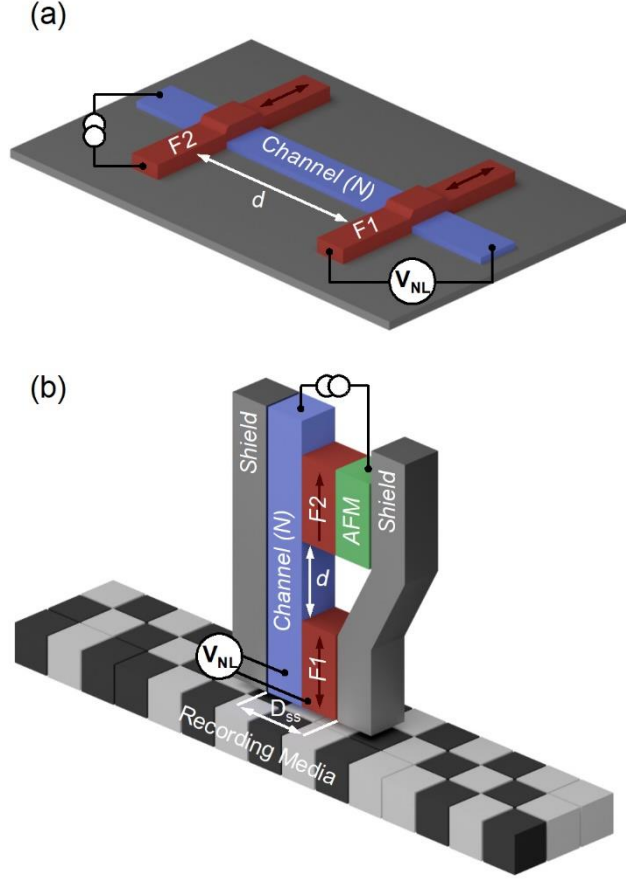 (a)
F2
Channel (N)
d
F1
V_NL
(b)
Shield
Channel (N)
F2
AFM
Shield
d
V_NL
F1
D_SS
Recording Media